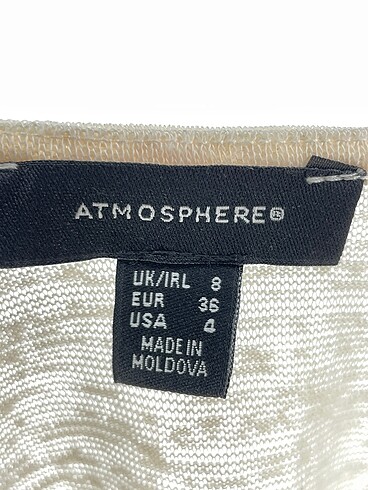 ATMOSPHERE®
UK/IRL 8
EUR 36
USA 4
MADE IN
MOLDOVA